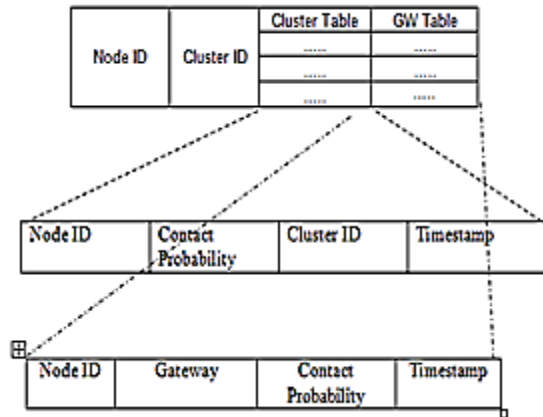 Node ID Cluster ID Cluster Table GW Table
..... .....
..... .....
..... .....
Node ID Contact Probability Cluster ID Timestamp
Node ID Gateway Contact Probability Timestamp